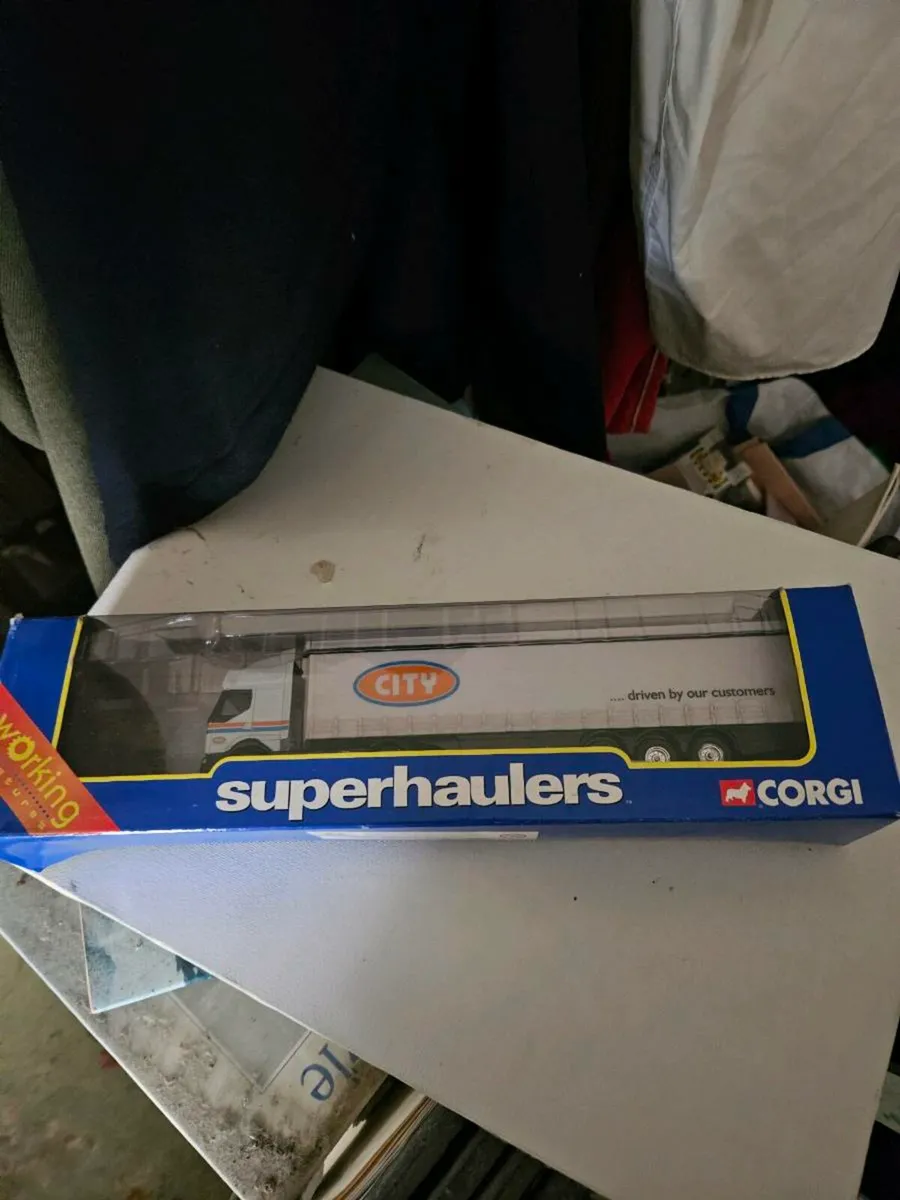 CITY
.... driven by our customers
working
superhaulers
CORGI